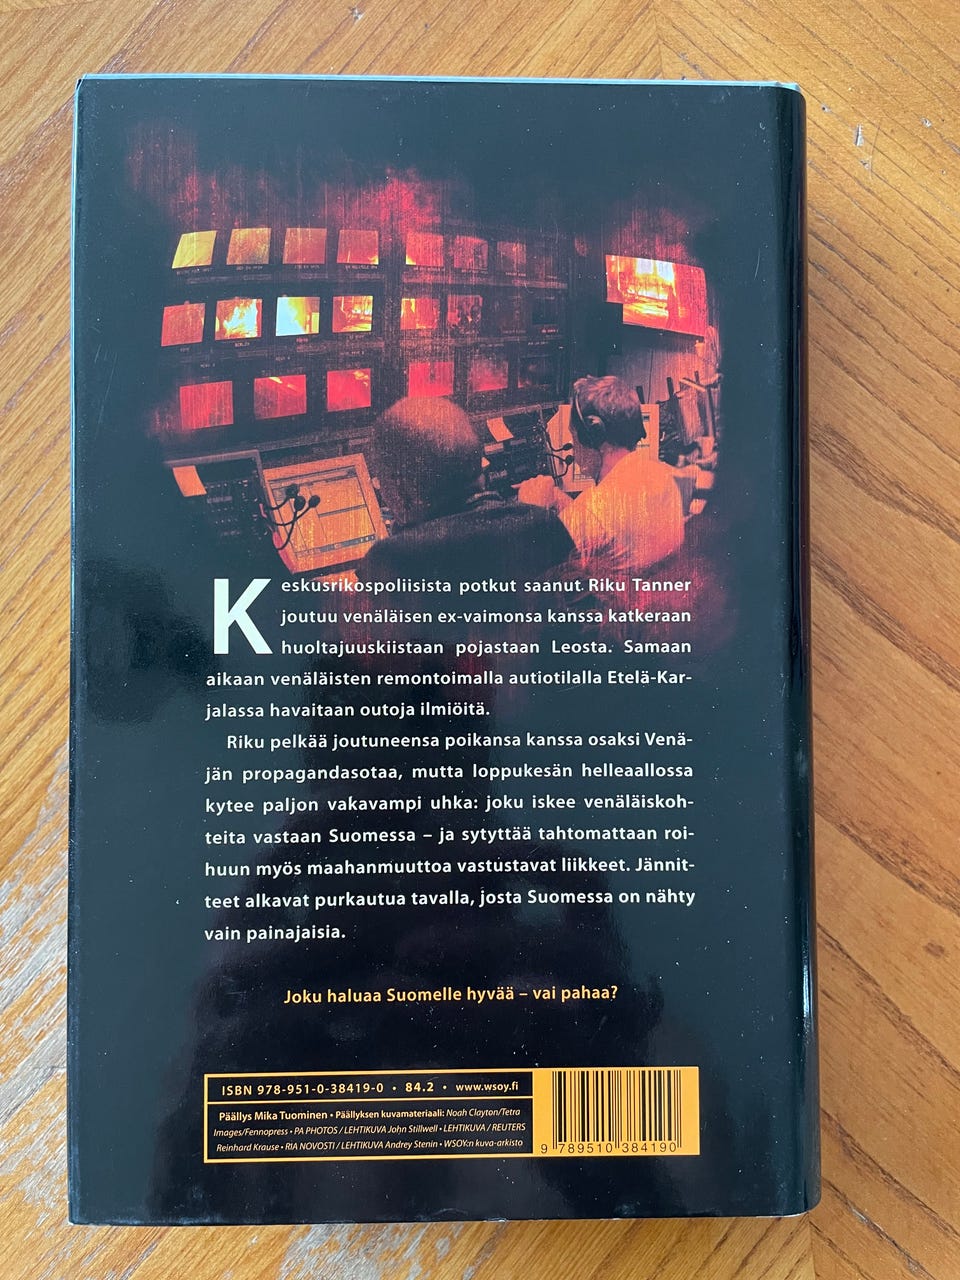 Keskusrikospoliisista potkut saanut Riku Tanner
joutuu venäläisen ex-vaimonsa kanssa katkeraan
huoltajuuskiistaan pojastaan Leosta. Samaan
aikaan venäläisten remontoimalla autiotilalla Etelä-Kar-
jalassa havaitaan outoja ilmiöitä.
Riku pelkää joutuneensa poikansa kanssa osaksi Venä-
jän propagandasotaa, mutta loppukesän helleaallossa
kytee paljon vakavampi uhka: joku iskee venäläiskoh-
teita vastaan Suomessa – ja sytyttää tahtomattaan roi-
huun myös maahanmuuttoa vastustavat liikkeet. Jännit-
teet alkavat purkautua tavalla, josta Suomessa on nähty
vain painajaisia.
Joku haluaa Suomelle hyvää – vai pahaa?
ISBN 978-951-0-38419-0 • 84.2 • www.wsoy.fi
Päällys Mika Tuominen • Päällyksen kuvamateriaali: Noah Clayton/Tetra
Images/Fennopress • PA PHOTOS / LEHTIKUVA John Stillwell • LEHTIKUVA / REUTERS
Reinhard Krause • RIA NOVOSTI / LEHTIKUVA Andrey Stenin • WSOY:n kuva-arkisto
9 789510 384190